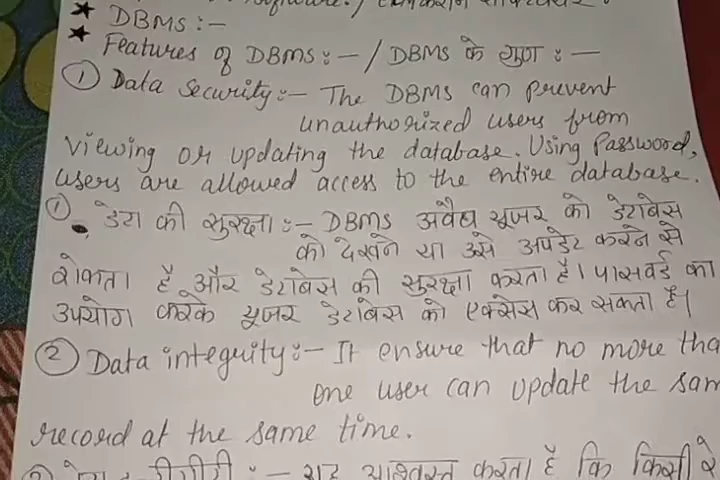 Software. /
★ DBMS:-
★ Features of DBMS:- / DBMS के गुण :-
① Data Security:- The DBMS can prevent
unauthorized users from
viewing or updating the database. Using Password,
users are allowed access to the entire database.
① डेटा की सुरक्षा:- DBMS अवैध यूजर को डेटाबेस
को देखने या उसे अपडेट करने से
रोकता है और डेटाबेस की सुरक्षा करता है। पासवर्ड का
उपयोग करके यूजर डेटाबेस को एक्सेस कर सकता है।
② Data integrity:- It ensure that no more tha
one user can update the sam
record at the same time.
:- यह आश्वस्त करता है कि किसी